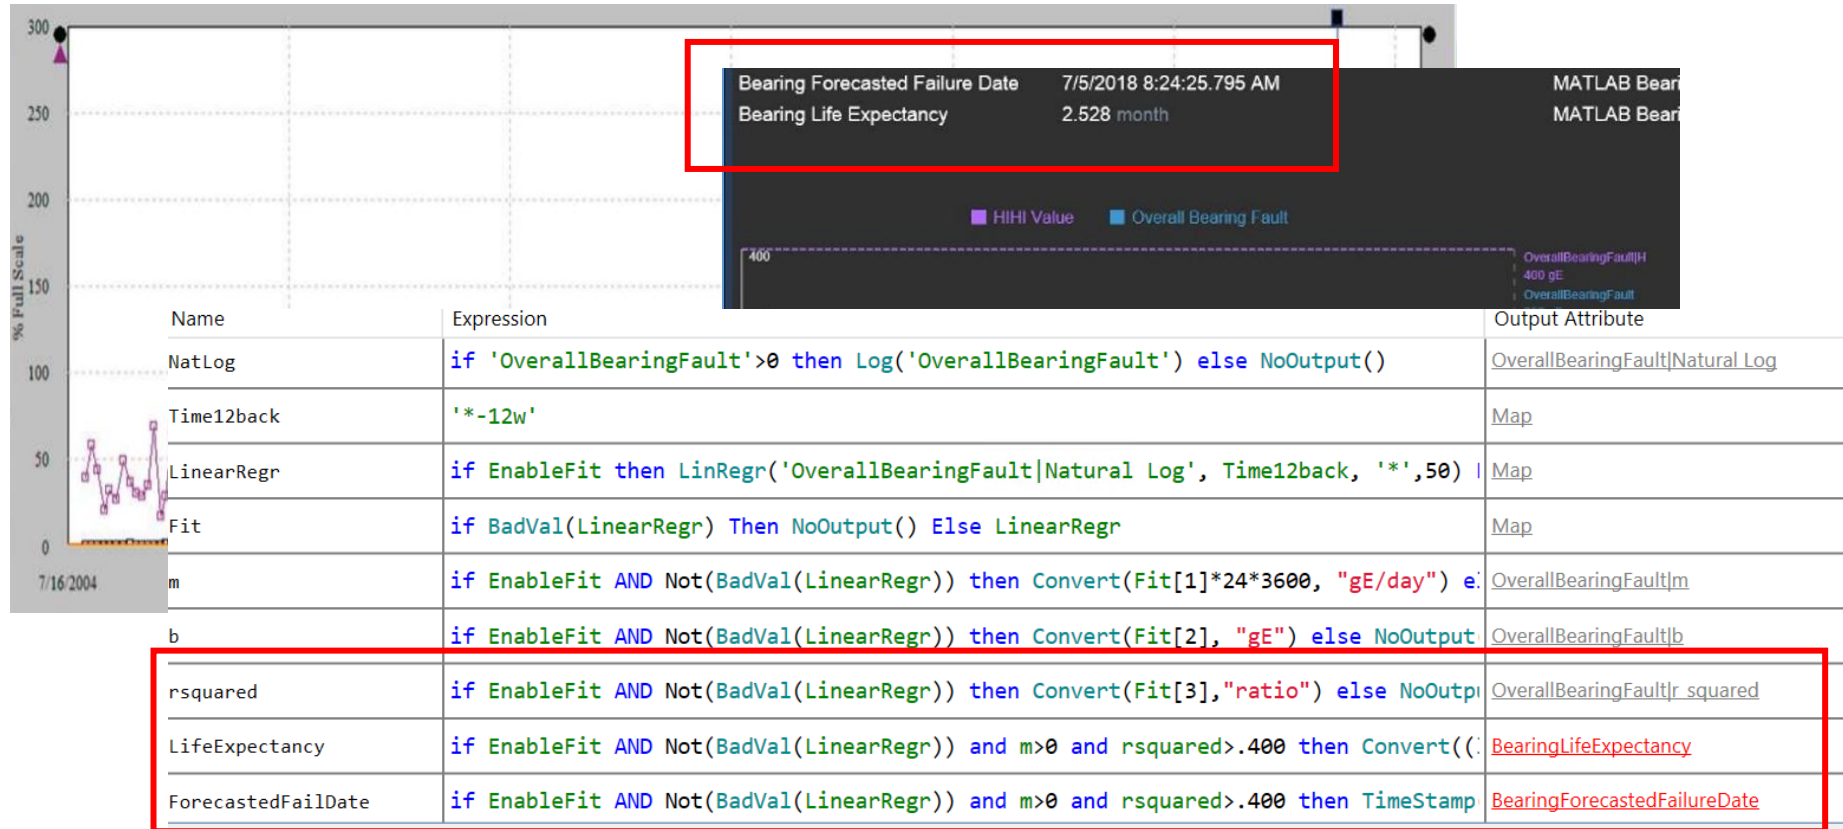 300
250
200
150
100
50
0
% Full Scale
7/16/2004
Bearing Forecasted Failure Date 7/5/2018 8:24:25.795 AM
Bearing Life Expectancy 2.528 month
MATLAB Beari
MATLAB Beari
HIHI Value Overall Bearing Fault
400
OverallBearingFault|H
400 gE
OverallBearingFault
Name Expression Output Attribute
NatLog if 'OverallBearingFault'>0 then Log('OverallBearingFault') else NoOutput() OverallBearingFault|Natural Log
Time12back '*-12w' Map
LinearRegr if EnableFit then LinRegr('OverallBearingFault|Natural Log', Time12back, '*',50) Map
Fit if BadVal(LinearRegr) Then NoOutput() Else LinearRegr Map
m if EnableFit AND Not(BadVal(LinearRegr)) then Convert(Fit[1]*24*3600, "gE/day") el OverallBearingFault|m
b if EnableFit AND Not(BadVal(LinearRegr)) then Convert(Fit[2], "gE") else NoOutput OverallBearingFault|b
rsquared if EnableFit AND Not(BadVal(LinearRegr)) then Convert(Fit[3],"ratio") else NoOutpu OverallBearingFault|r squared
LifeExpectancy if EnableFit AND Not(BadVal(LinearRegr)) and m>0 and rsquared>.400 then Convert(( BearingLifeExpectancy
ForecastedFailDate if EnableFit AND Not(BadVal(LinearRegr)) and m>0 and rsquared>.400 then TimeStamp BearingForecastedFailureDate